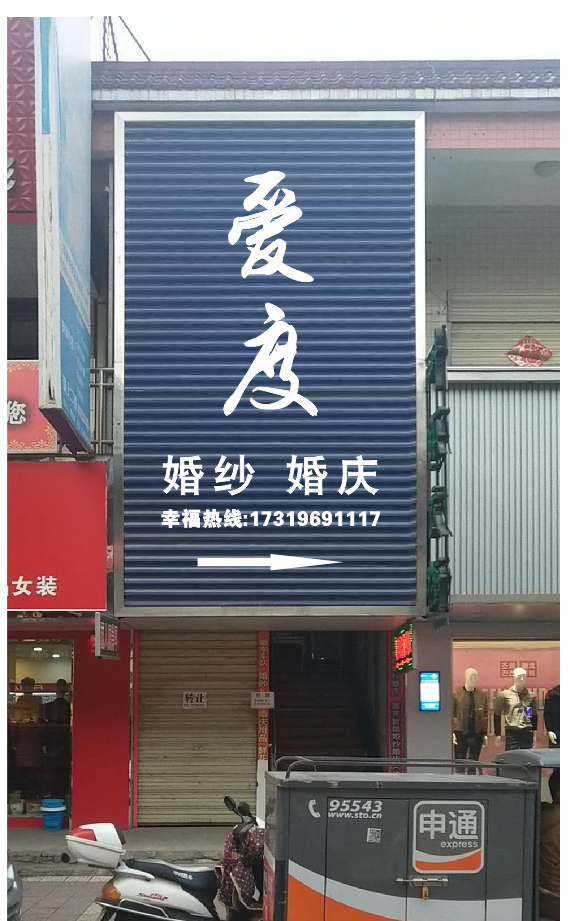 爱
度
婚纱 婚庆
幸福热线:17319691117
您
女装
转让
95543
www.sto.cn
申通
express